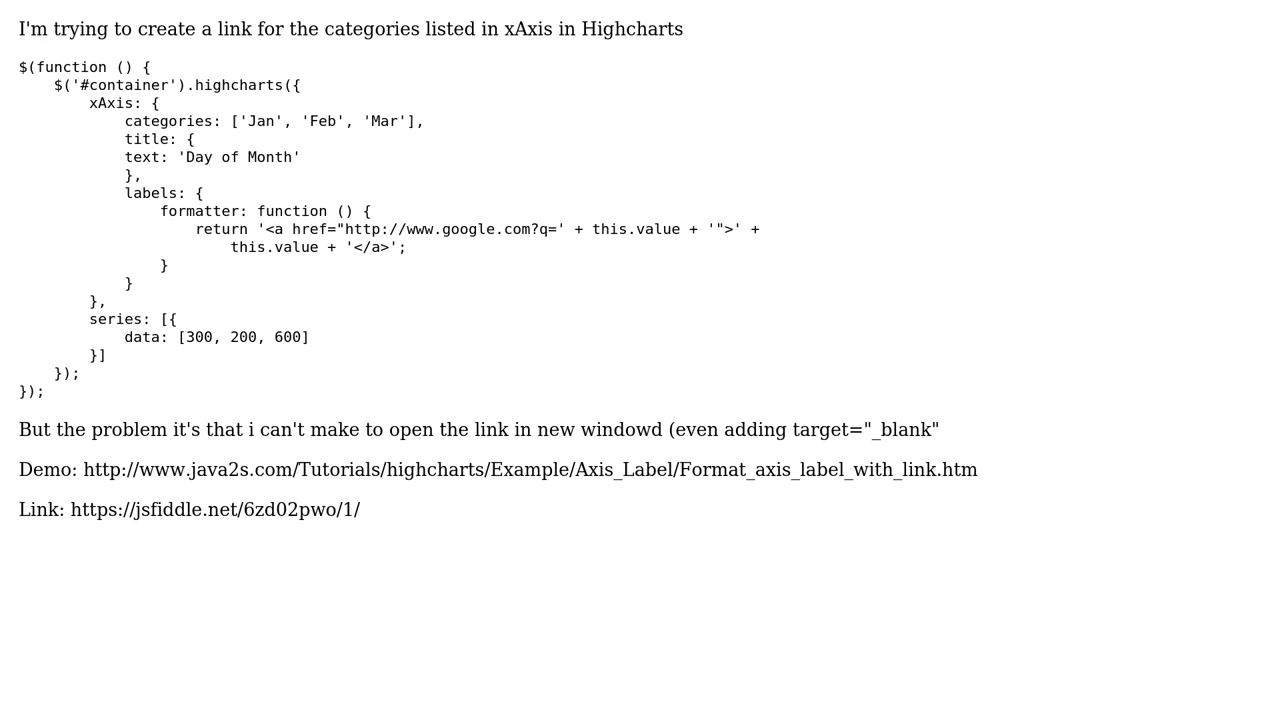 I'm trying to create a link for the categories listed in xAxis in Highcharts
$(function () {
    $('#container').highcharts({
        xAxis: {
            categories: ['Jan', 'Feb', 'Mar'],
            title: {
            text: 'Day of Month'
            },
            labels: {
                formatter: function () {
                    return '<a href="http://www.google.com?q=' + this.value + '">' +
                        this.value + '</a>';
                }
            }
        },
        series: [{
            data: [300, 200, 600]
        }]
    });
});
But the problem it's that i can't make to open the link in new windowd (even adding target="_blank"
Demo: http://www.java2s.com/Tutorials/highcharts/Example/Axis_Label/Format_axis_label_with_link.htm
Link: https://jsfiddle.net/6zd02pwo/1/